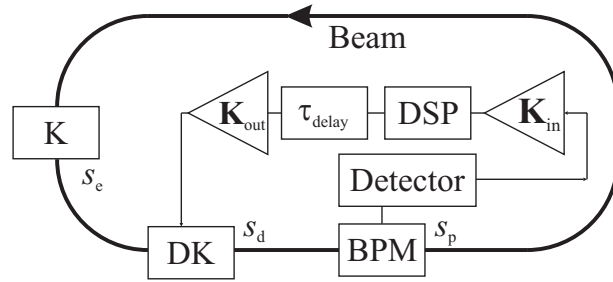 Beam
K
s_e
K_out
τ_delay
DSP
K_in
Detector
s_d
s_p
DK
BPM